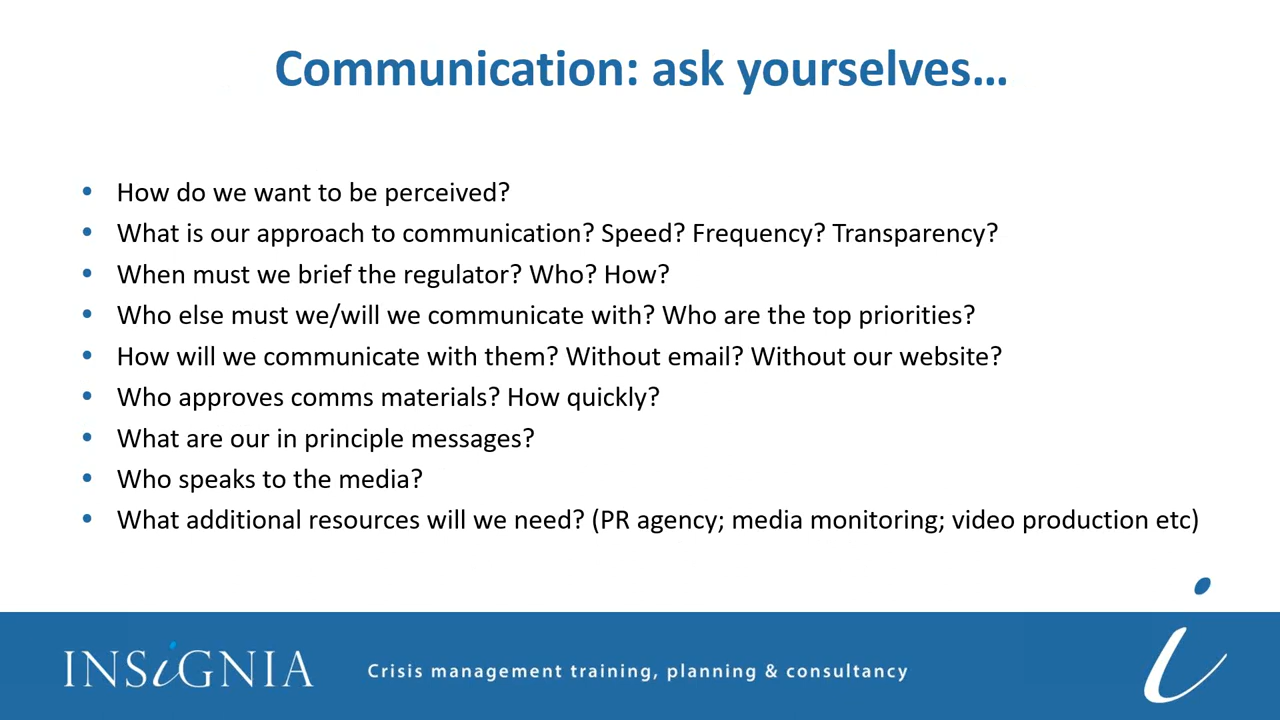 Communication: ask yourselves…
• How do we want to be perceived?
• What is our approach to communication? Speed? Frequency? Transparency?
• When must we brief the regulator? Who? How?
• Who else must we/will we communicate with? Who are the top priorities?
• How will we communicate with them? Without email? Without our website?
• Who approves comms materials? How quickly?
• What are our in principle messages?
• Who speaks to the media?
• What additional resources will we need? (PR agency; media monitoring; video production etc)
INSiGNIA
Crisis management training, planning & consultancy
i